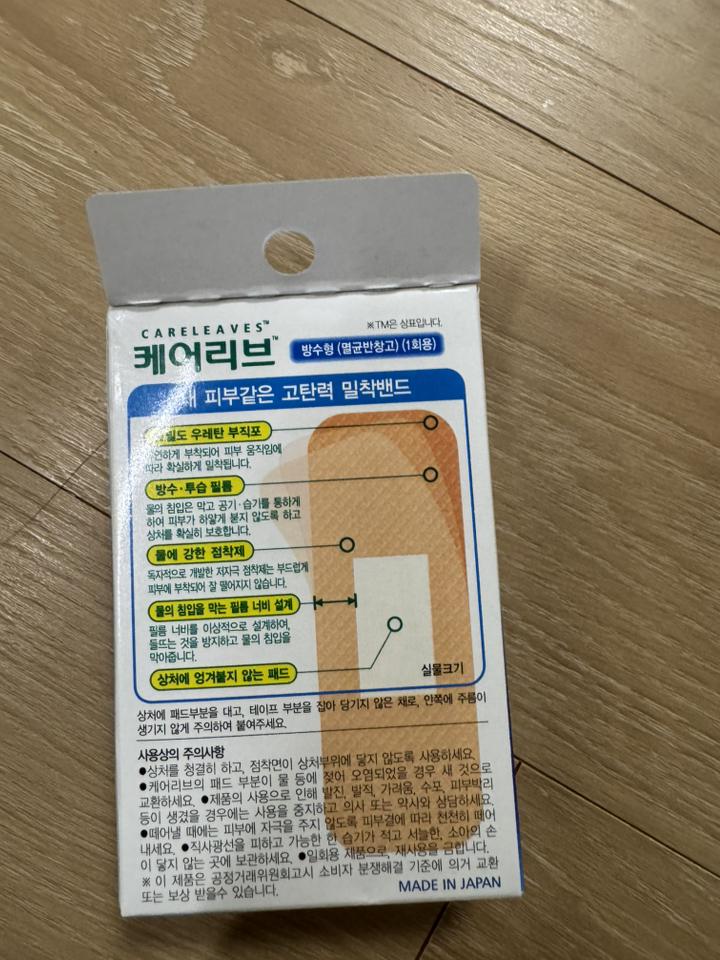 CARELEAVES™
※TM은 상표입니다.
케어리브™
방수형 (멸균반창고) (1회용)
피부같은 고탄력 밀착밴드
우레탄 부직포
부착되어 피부 움직임에
따라 확실하게 밀착됩니다.
방수·투습 필름
물의 침입은 막고 공기·습기를 통하게
하여 피부가 하얗게 붇지 않도록 하고
상처를 확실히 보호합니다.
물에 강한 점착제
독자적으로 개발한 저자극 점착제는 부드럽게
피부에 부착되어 잘 떨어지지 않습니다.
물의 침입을 막는 필름 너비 설계
필름 너비를 이상적으로 설계하여,
들뜨는 것을 방지하고 물의 침입을
막아줍니다.
상처에 엉겨붙지 않는 패드
실물크기
상처에 패드부분을 대고, 테이프 부분을 잡아 당기지 않은 채로, 안쪽에 주름이
생기지 않게 주의하여 붙여주세요.
사용상의 주의사항
●상처를 청결히 하고, 점착면이 상처부위에 닿지 않도록 사용하세요.
●케어리브의 패드 부분이 물 등에 젖어 오염되었을 경우 새 것으로
교환하세요. ●제품의 사용으로 인해 발진, 발적, 가려움, 수포, 피부박리
등이 생겼을 경우에는 사용을 중지하고 의사 또는 약사와 상담하세요.
●떼어낼 때에는 피부에 자극을 주지 않도록 피부결에 따라 천천히 떼어
내세요. ●직사광선을 피하고 가능한 한 습기가 적고 서늘한, 소아의 손
이 닿지 않는 곳에 보관하세요. ●일회용 제품으로, 재사용을 금합니다.
※ 이 제품은 공정거래위원회고시 소비자 분쟁해결 기준에 의거 교환
또는 보상 받을수 있습니다.
MADE IN JAPAN